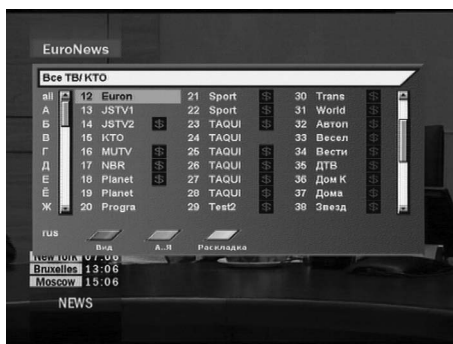 EuroNews
Все ТВ/ КТО
all 12 Euron 21 Sport $ 30 Trans $
А 13 JSTV1 22 Sport $ 31 World $
Б 14 JSTV2 $ 23 TAQUI $ 32 Автоп $
В 15 KTO 24 TAQUI 33 Весел $
Г 16 MUTV $ 25 TAQUI $ 34 Вести $
Д 17 NBR $ 26 TAQUI $ 35 ДТВ $
Е 18 Planet $ 27 TAQUI $ 36 Дом К $
Ё 19 Planet 28 TAQUI $ 37 Дома $
Ж 20 Progra 29 Test2 $ 38 Звезд $
rus
Вид А..Я Раскладка
New York 07:06
Bruxelles 13:06
Moscow 15:06
NEWS